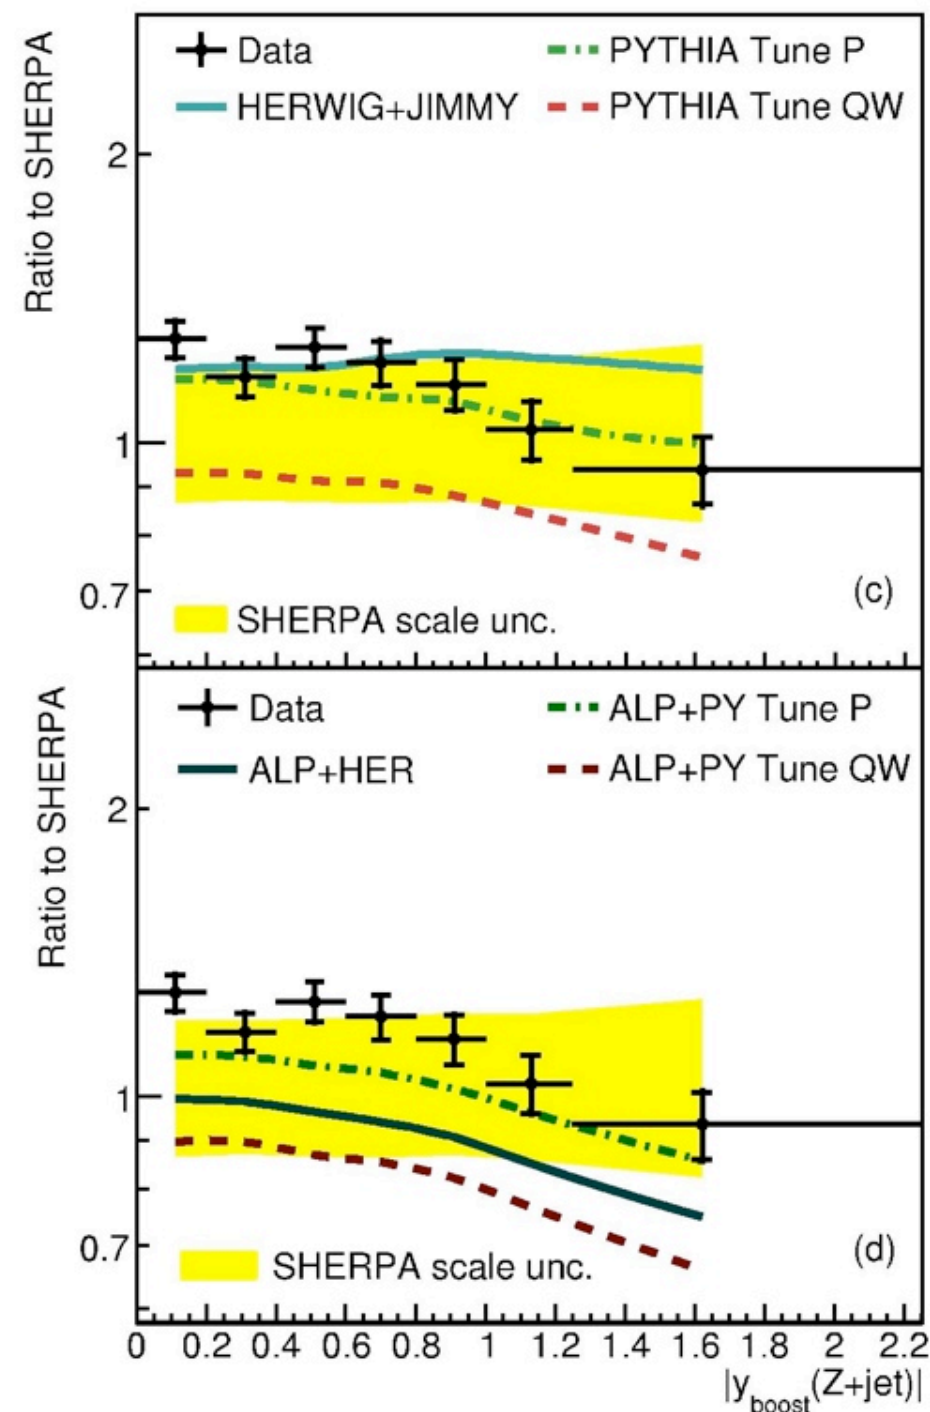 Ratio to SHERPA
Data
PYTHIA Tune P
HERWIG+JIMMY
PYTHIA Tune QW
2
1
0.7
(c)
SHERPA scale unc.
Ratio to SHERPA
Data
ALP+PY Tune P
ALP+HER
ALP+PY Tune QW
2
1
0.7
(d)
SHERPA scale unc.
0 0.2 0.4 0.6 0.8 1 1.2 1.4 1.6 1.8 2 2.2
|y_boost(Z+jet)|